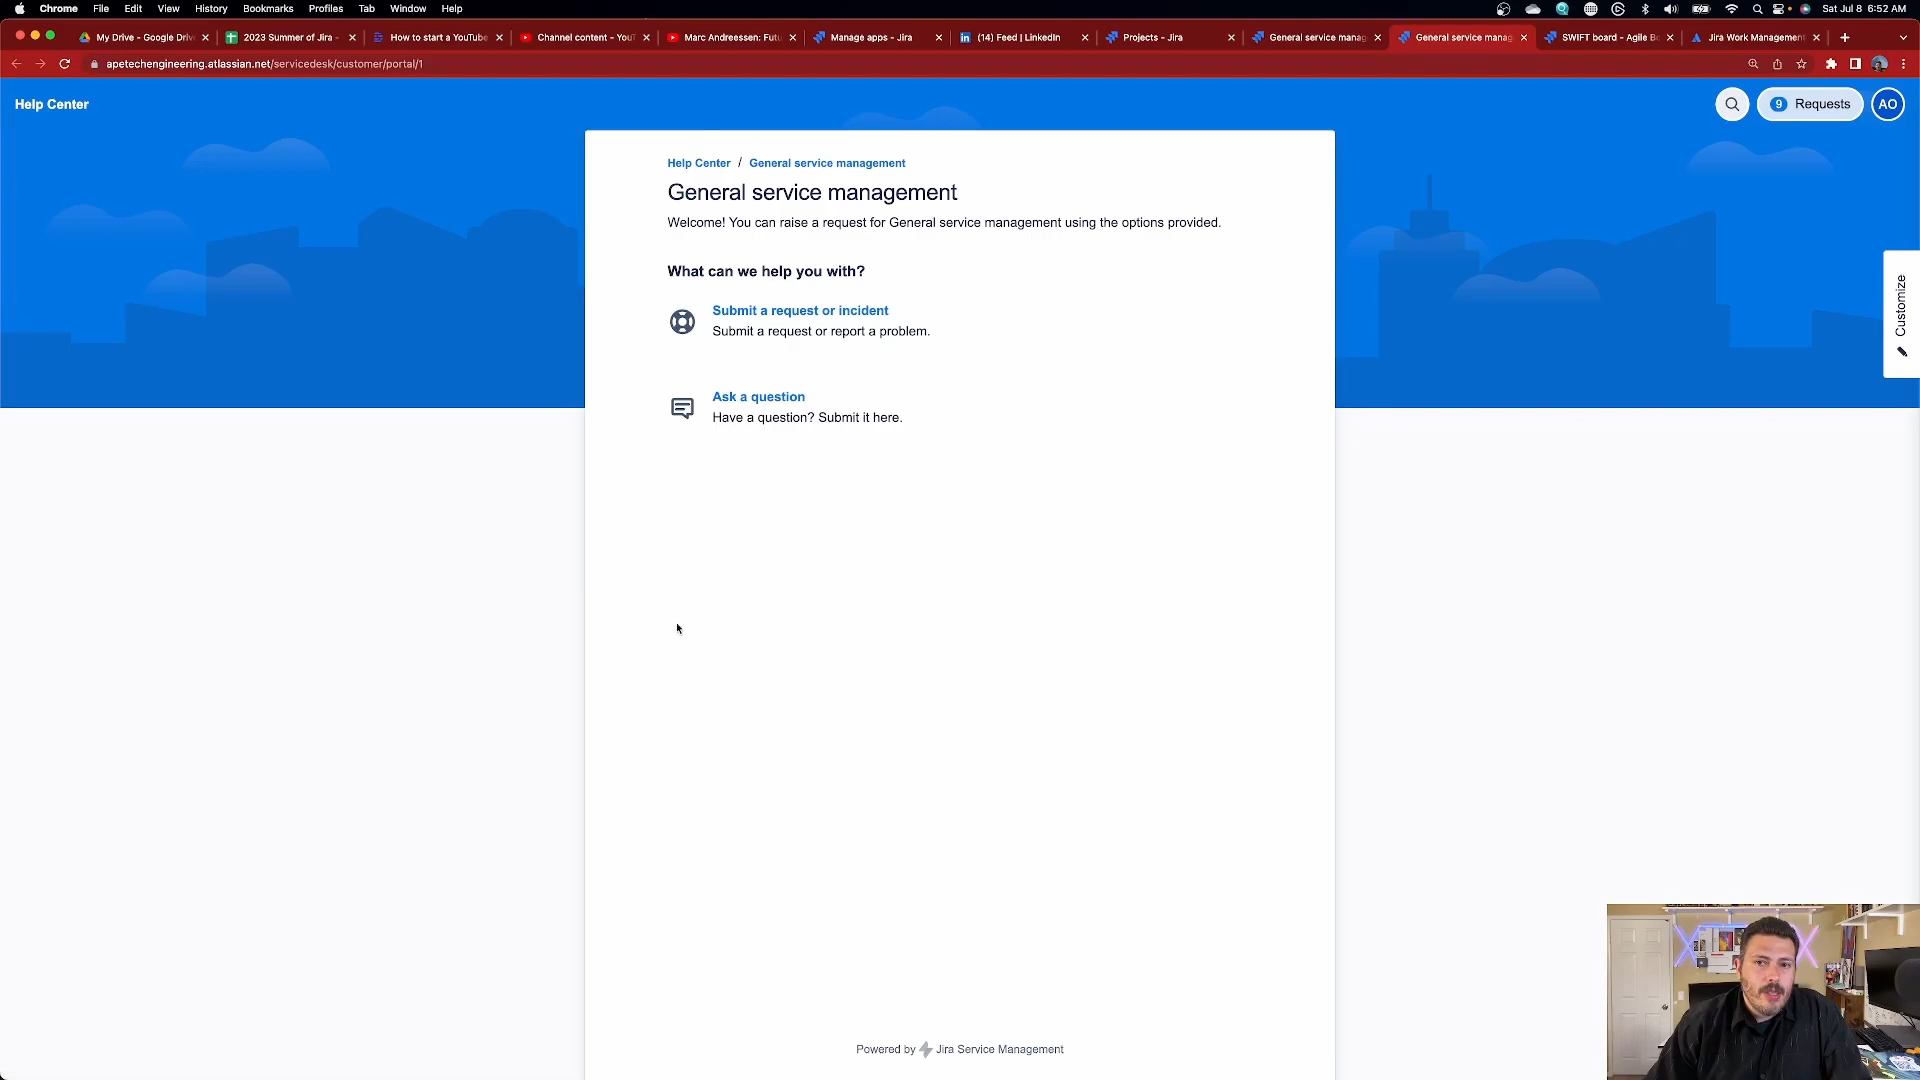 Chrome File Edit View History Bookmarks Profiles Tab Window Help Sat Jul 8 6:52 AM
My Drive - Google Driv 2023 Summer of Jira - How to start a YouTube Channel content - YouT Marc Andreessen: Futu Manage apps - Jira (14) Feed | LinkedIn Projects - Jira General service manag General service manag SWIFT board - Agile Bo Jira Work Management
apetechengineering.atlassian.net/servicedesk/customer/portal/1
Help Center
9 Requests AO
Help Center / General service management
General service management
Welcome! You can raise a request for General service management using the options provided.
What can we help you with?
Submit a request or incident
Submit a request or report a problem.
Ask a question
Have a question? Submit it here.
Customize
Powered by Jira Service Management